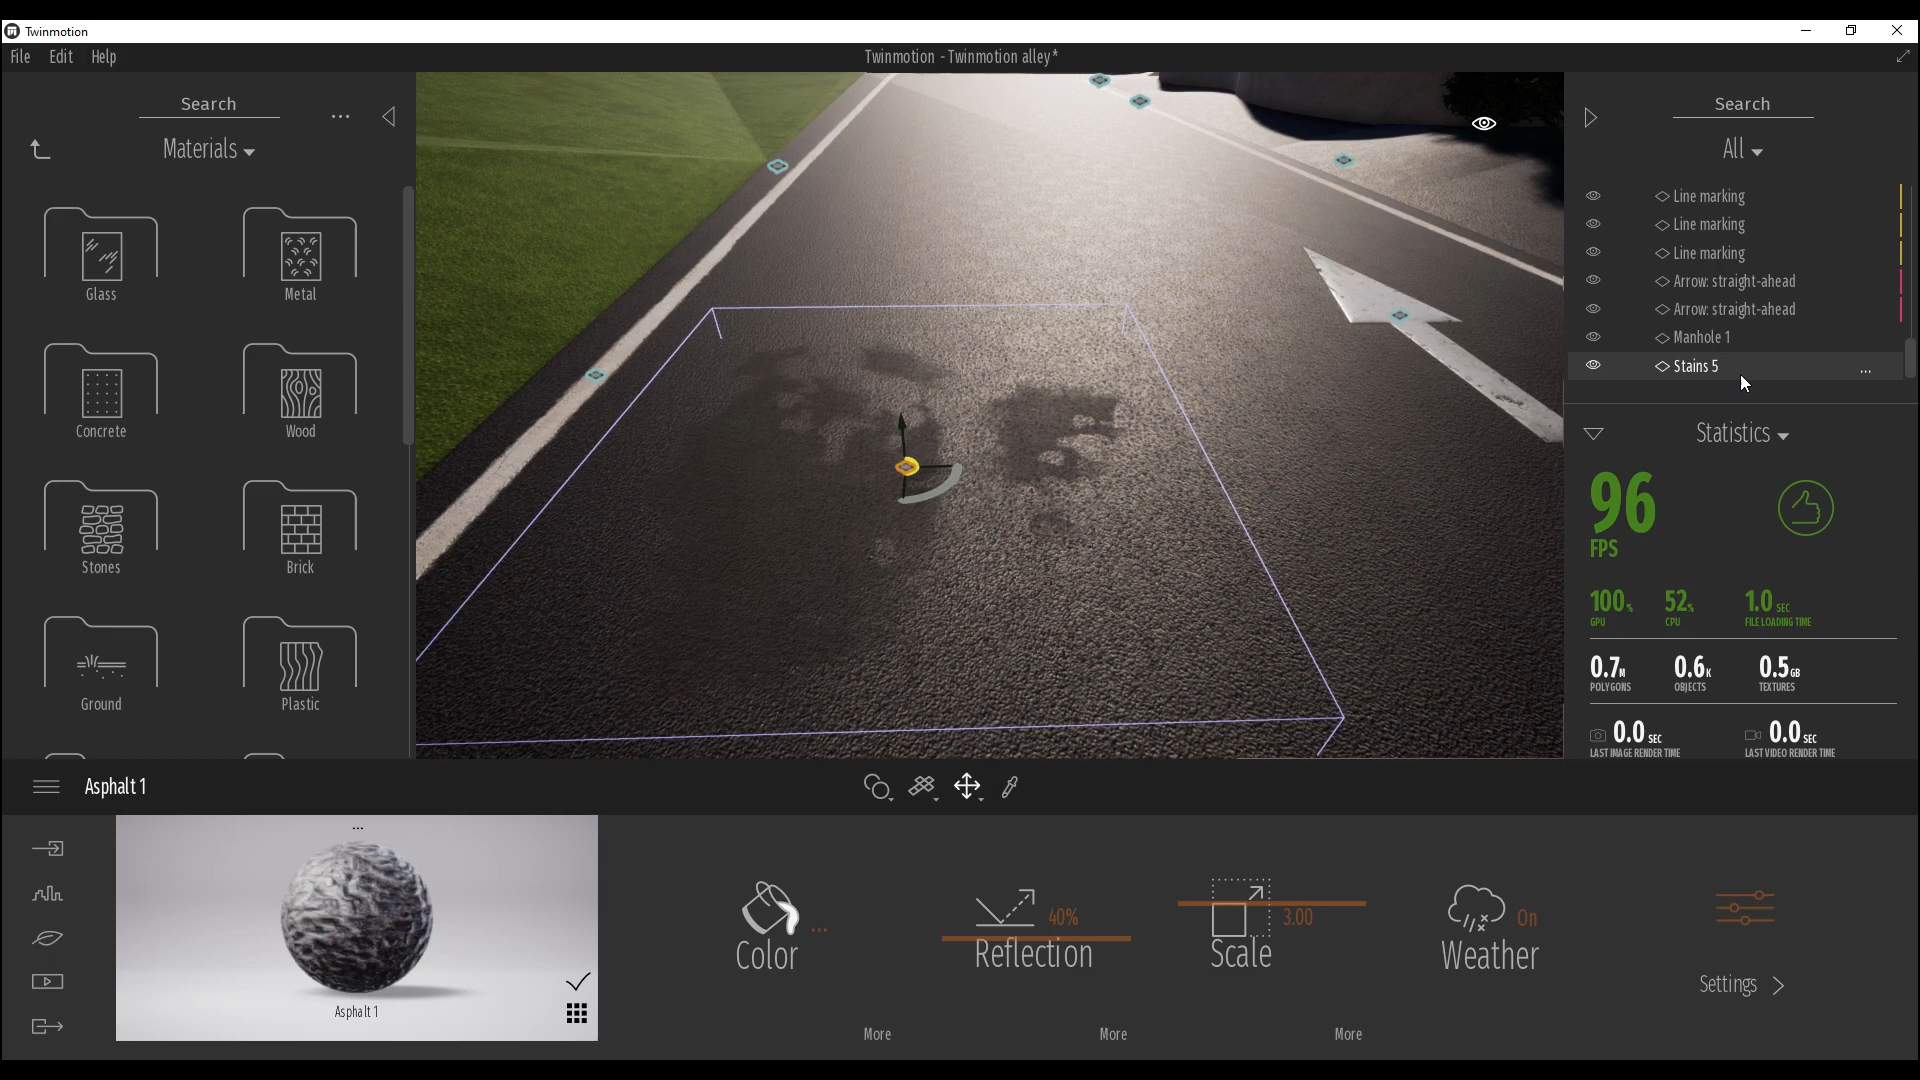 Twinmotion
File Edit Help
Twinmotion - Twinmotion alley*
Search
...
Materials
Glass
Metal
Concrete
Wood
Stones
Brick
Ground
Plastic
Search
All
Line marking
Line marking
Line marking
Arrow: straight-ahead
Arrow: straight-ahead
Manhole 1
Stains 5 ...
Statistics
96
FPS
100% 52% 1.0 SEC
GPU CPU FILE LOADING TIME
0.7M 0.6K 0.5GB
POLYGONS OBJECTS TEXTURES
0.0 SEC 0.0 SEC
LAST IMAGE RENDER TIME LAST VIDEO RENDER TIME
Asphalt 1
...
Asphalt 1
Color ...
Reflection 40%
Scale 3.00
Weather On
Settings
More More More